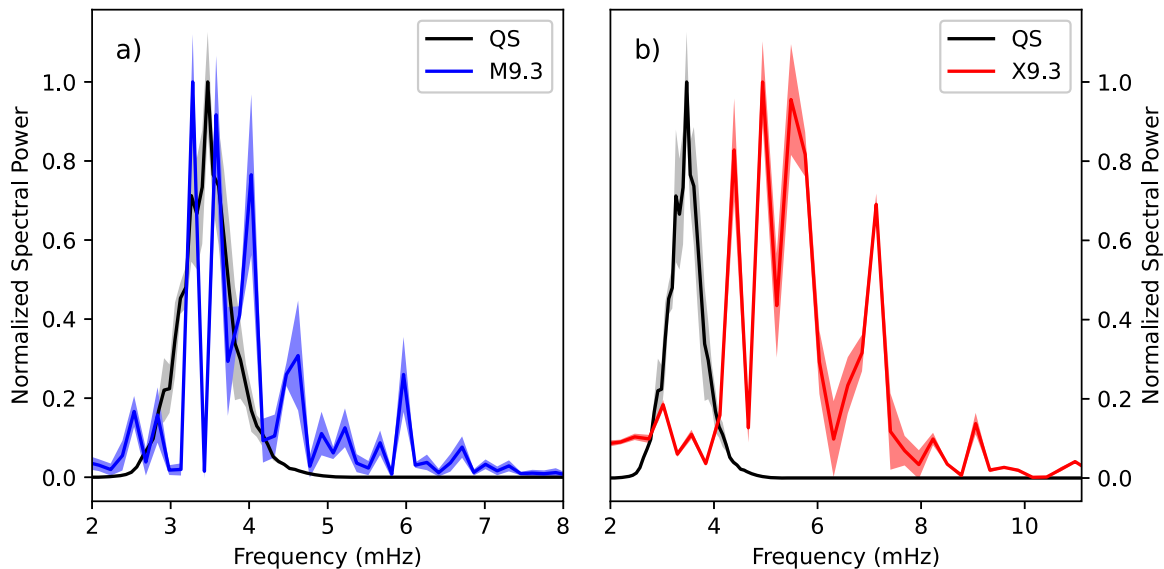 a)
QS
M9.3
Normalized Spectral Power
1.0
0.8
0.6
0.4
0.2
0.0
2 3 4 5 6 7 8
Frequency (mHz)
b)
QS
X9.3
1.0
0.8
0.6
0.4
0.2
0.0
Normalized Spectral Power
2 4 6 8 10
Frequency (mHz)